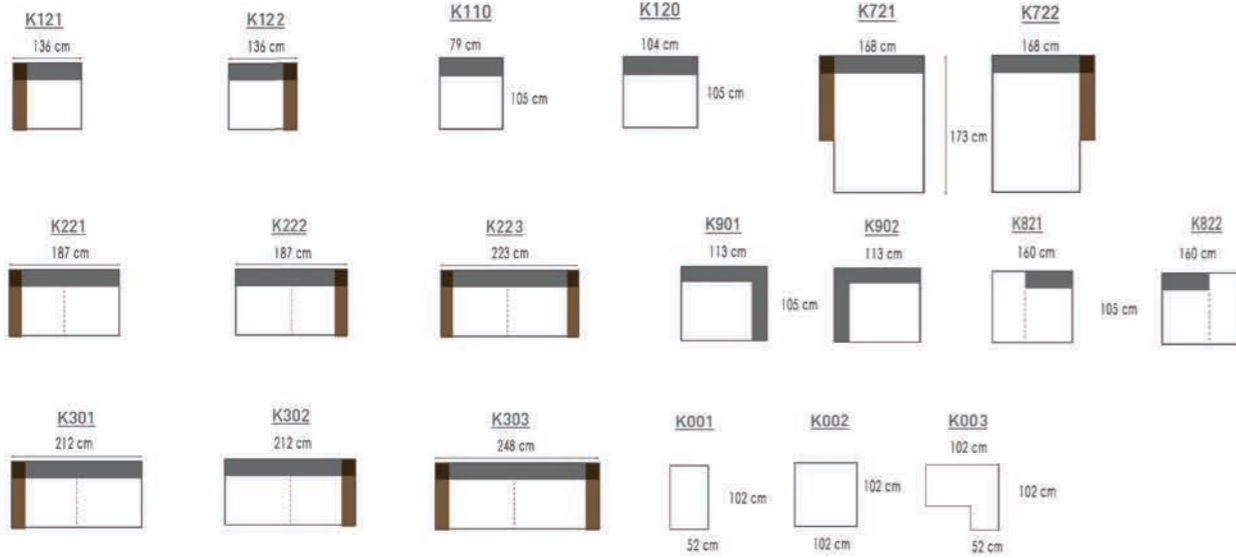 K121
136 cm
K122
136 cm
K110
79 cm
105 cm
K120
104 cm
105 cm
K721
168 cm
173 cm
K722
168 cm
K221
187 cm
K222
187 cm
K223
223 cm
K901
113 cm
105 cm
K902
113 cm
K821
160 cm
105 cm
K822
160 cm
K301
212 cm
K302
212 cm
K303
248 cm
K001
102 cm
52 cm
K002
102 cm
102 cm
K003
102 cm
102 cm
52 cm